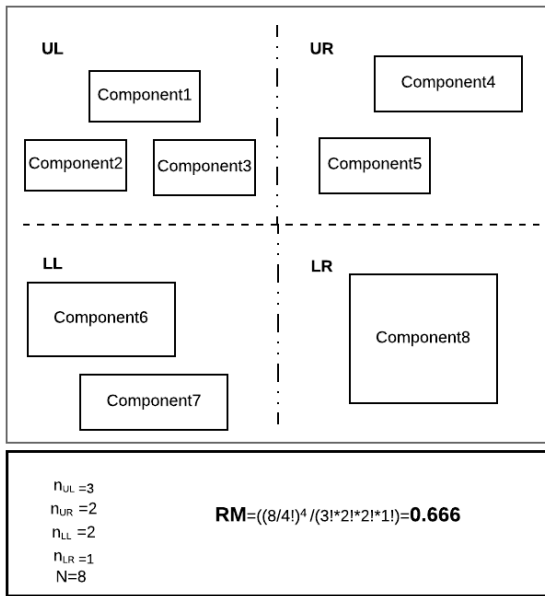 UL
UR
Component1
Component4
Component2
Component3
Component5
LL
LR
Component6
Component8
Component7
nUL =3
nUR =2
nLL =2
nLR =1
N=8
RM=((8/4!)⁴/(3!*2!*2!*1!)=0.666